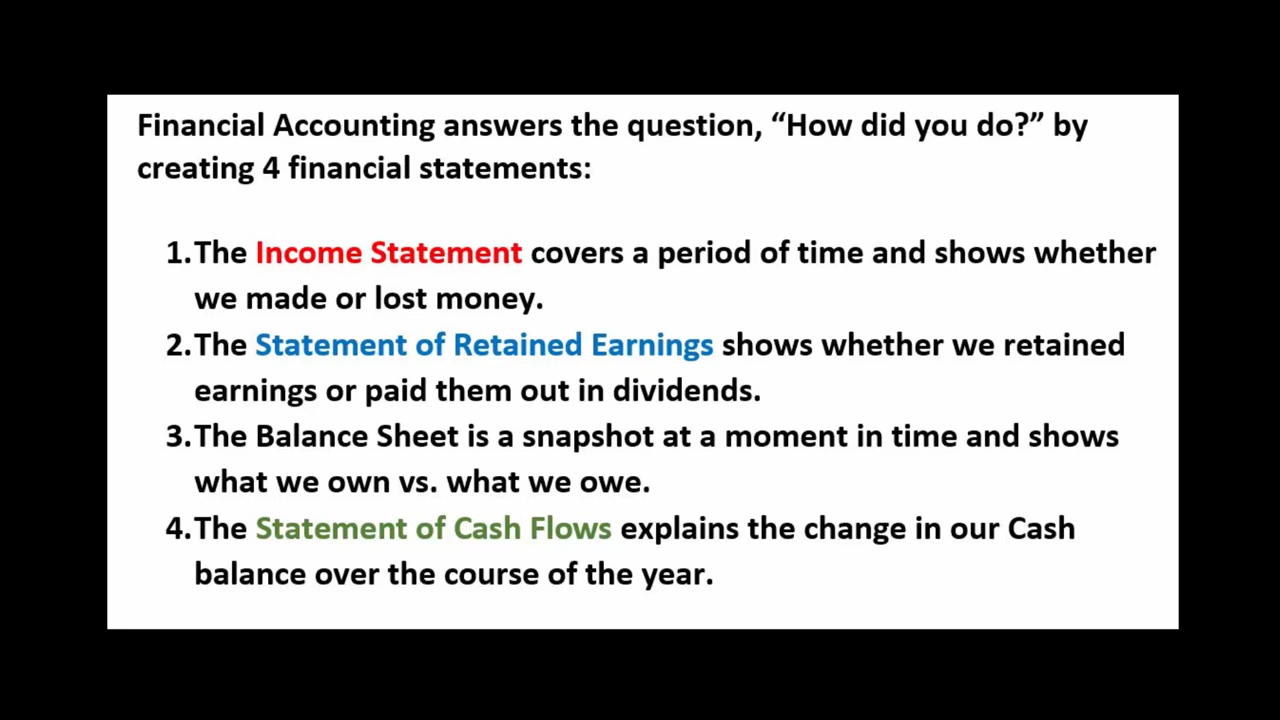 Financial Accounting answers the question, “How did you do?” by
creating 4 financial statements:
1.The Income Statement covers a period of time and shows whether
we made or lost money.
2.The Statement of Retained Earnings shows whether we retained
earnings or paid them out in dividends.
3.The Balance Sheet is a snapshot at a moment in time and shows
what we own vs. what we owe.
4.The Statement of Cash Flows explains the change in our Cash
balance over the course of the year.